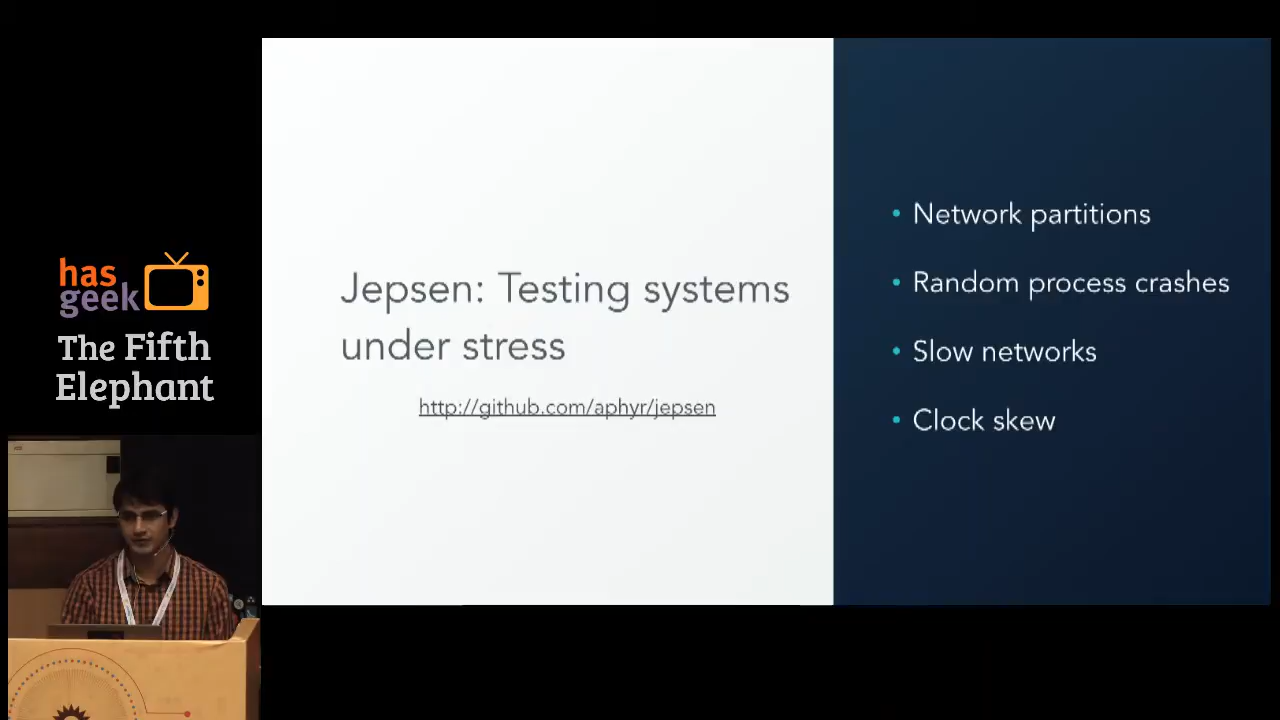 has
geek
The Fifth
Elephant
Jepsen: Testing systems
under stress
http://github.com/aphyr/jepsen
• Network partitions
• Random process crashes
• Slow networks
• Clock skew